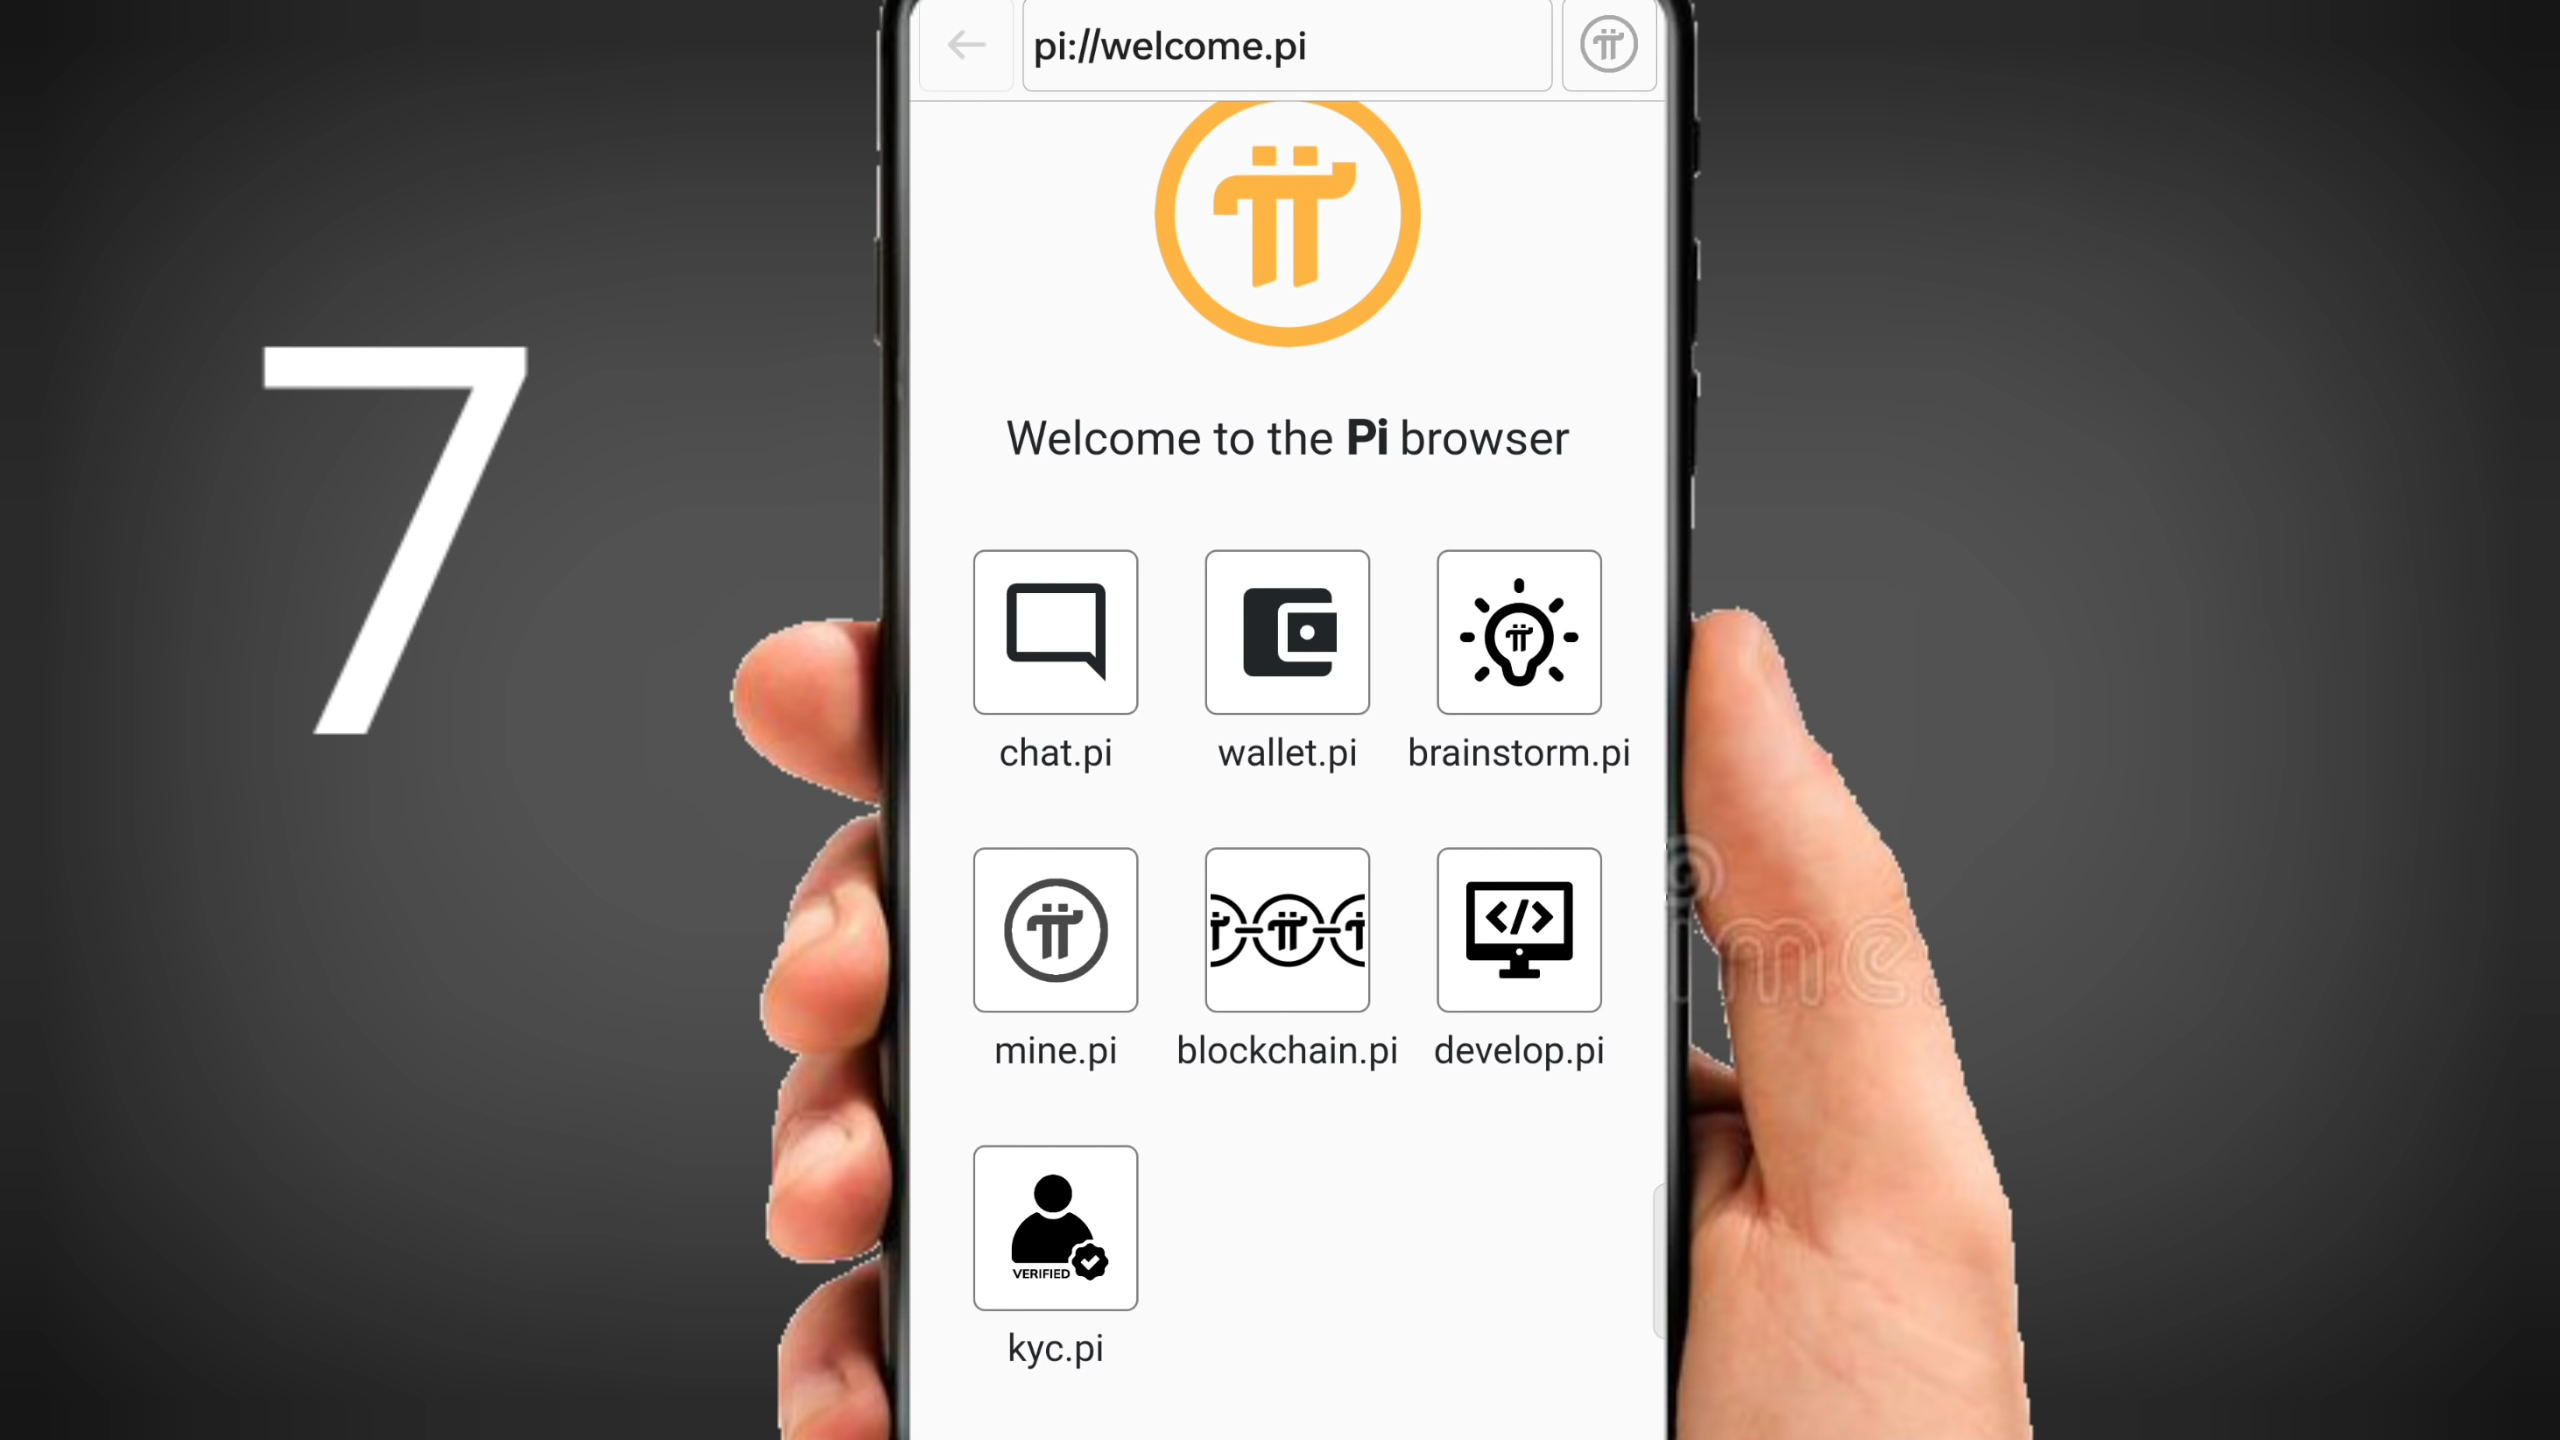 pi://welcome.pi
7
Welcome to the Pi browser
chat.pi
wallet.pi
brainstorm.pi
mine.pi
blockchain.pi
develop.pi
VERIFIED
kyc.pi